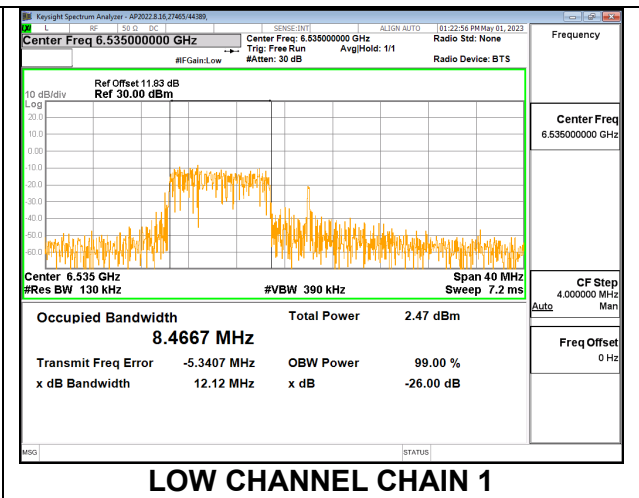 Keysight Spectrum Analyzer - AP2022.8.16,27465/44389,
LXI L RF 50 Ω DC SENSE:INT ALIGN AUTO 01:22:56 PM May 01, 2023
Center Freq 6.535000000 GHz
Center Freq: 6.535000000 GHz
Radio Std: None
Trig: Free Run
Avg|Hold: 1/1
#IFGain:Low
#Atten: 30 dB
Radio Device: BTS
Frequency
Ref Offset 11.83 dB
10 dB/div
Ref 30.00 dBm
Log
20.0
10.0
0.00
-10.0
-20.0
-30.0
-40.0
-50.0
-60.0
Center 6.535 GHz
Span 40 MHz
#Res BW 130 kHz
#VBW 390 kHz
Sweep 7.2 ms
Occupied Bandwidth
Total Power 2.47 dBm
8.4667 MHz
Transmit Freq Error -5.3407 MHz
OBW Power 99.00 %
x dB Bandwidth 12.12 MHz
x dB -26.00 dB
Center Freq
6.535000000 GHz
CF Step
4.000000 MHz
Auto Man
Freq Offset
0 Hz
MSG
STATUS
LOW CHANNEL CHAIN 1